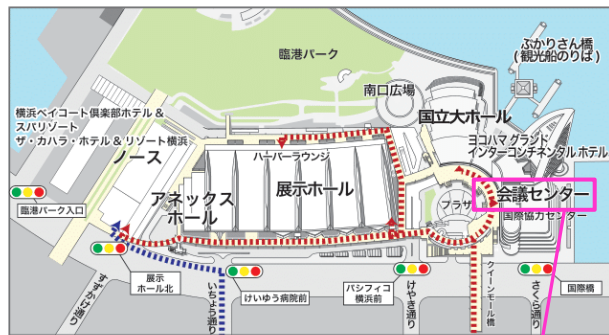 臨港パーク
ぷかりさん橋
(観光船のりば)
南口広場
国立大ホール
横浜ベイコート倶楽部ホテル &
スパリゾート
ザ・カハラ・ホテル & リゾート横浜
ノース
ハーバーラウンジ
ヨコハマ グランド
インターコンチネンタル ホテル
アネックス
ホール
展示ホール
プラザ
会議センター
国際協力センター
臨港パーク入口
展示
ホール北
けいゆう病院前
パシフィコ
横浜前
国際橋
すずかけ通り
いちょう通り
けやき通り
クイーンモール橋
さくら通り